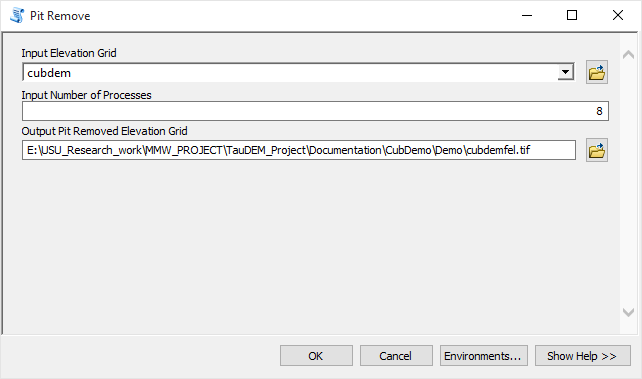 Pit Remove
Input Elevation Grid
cubdem
Input Number of Processes
8
Output Pit Removed Elevation Grid
E:\USU_Research_work\MMW_PROJECT\TauDEM_Project\Documentation\CubDemo\Demo\cubdemfel.tif
OK Cancel Environments... Show Help >>